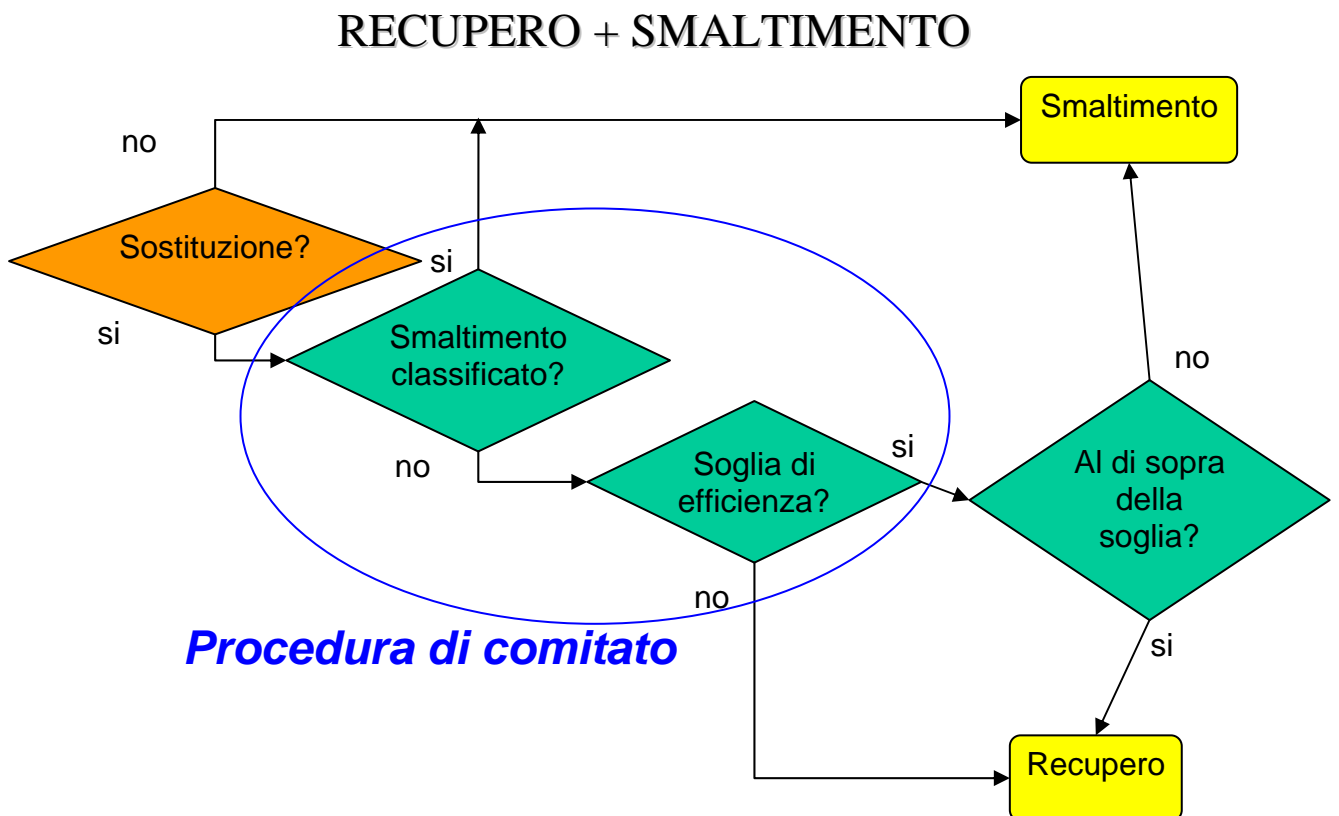 RECUPERO + SMALTIMENTO
Smaltimento
no
Sostituzione?
si
si
Smaltimento
classificato?
no
no
Soglia di
efficienza?
si
Al di sopra
della
soglia?
no
Procedura di comitato
si
Recupero